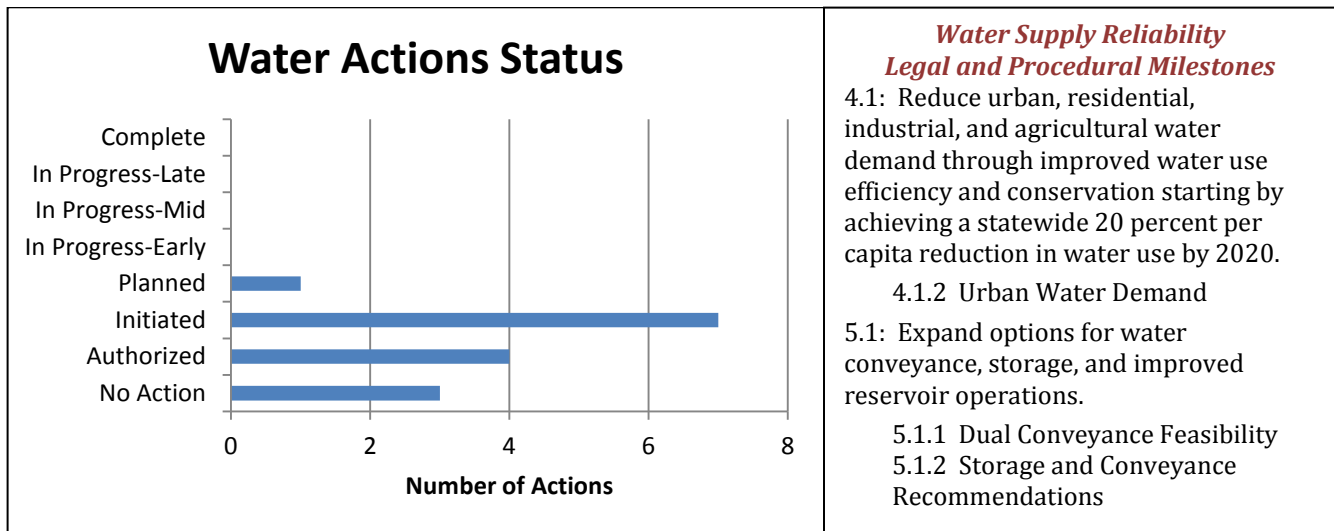 Water Actions Status
Complete
In Progress-Late
In Progress-Mid
In Progress-Early
Planned
Initiated
Authorized
No Action
0 2 4 6 8
Number of Actions
Water Supply Reliability
Legal and Procedural Milestones
4.1: Reduce urban, residential,
industrial, and agricultural water
demand through improved water use
efficiency and conservation starting by
achieving a statewide 20 percent per
capita reduction in water use by 2020.
4.1.2 Urban Water Demand
5.1: Expand options for water
conveyance, storage, and improved
reservoir operations.
5.1.1 Dual Conveyance Feasibility
5.1.2 Storage and Conveyance
Recommendations